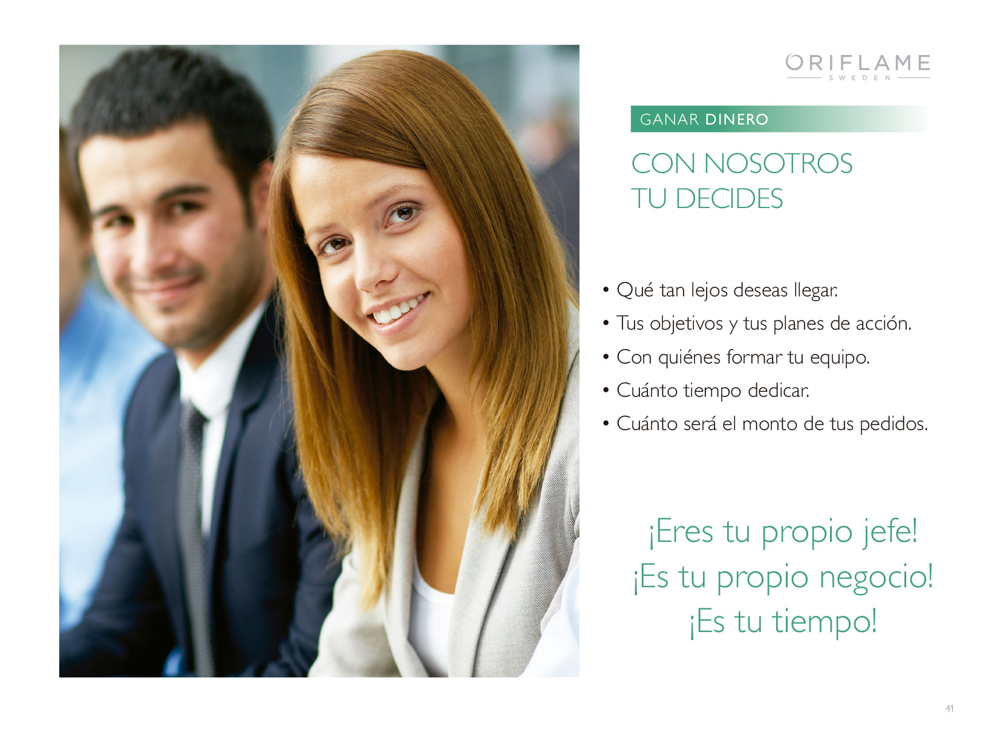 ORIFLAME
SWEDEN
GANAR DINERO
CON NOSOTROS
TU DECIDES
• Qué tan lejos deseas llegar.
• Tus objetivos y tus planes de acción.
• Con quiénes formar tu equipo.
• Cuánto tiempo dedicar.
• Cuánto será el monto de tus pedidos.
¡Eres tu propio jefe!
¡Es tu propio negocio!
¡Es tu tiempo!
41